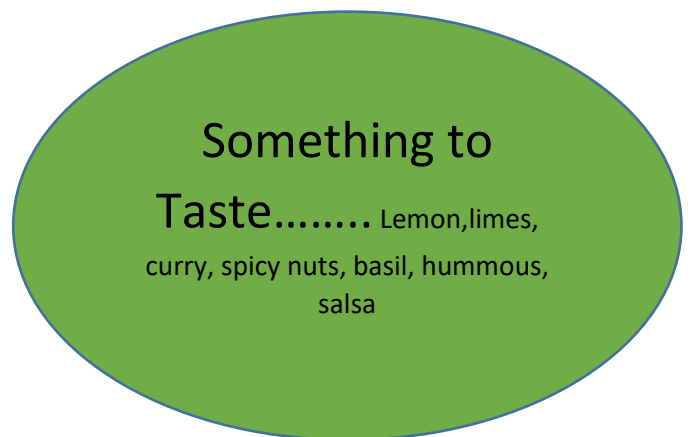 Something to
Taste........ Lemon,limes,
curry, spicy nuts, basil, hummous,
salsa